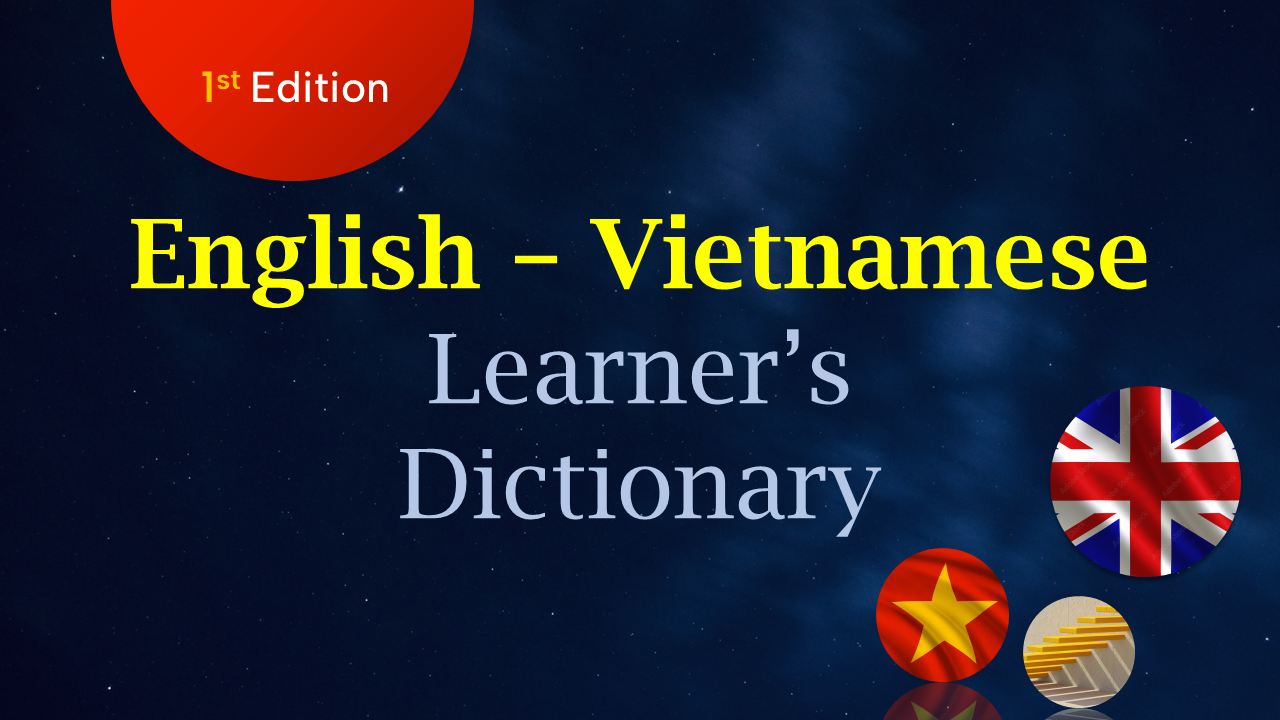 1st Edition
English – Vietnamese
Learner’s
Dictionary